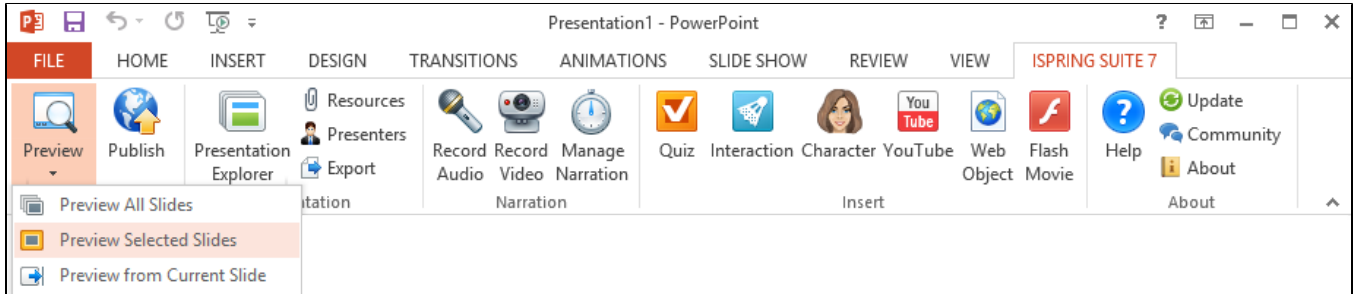 Presentation1 - PowerPoint
FILE HOME INSERT DESIGN TRANSITIONS ANIMATIONS SLIDE SHOW REVIEW VIEW ISPRING SUITE 7
Preview
Publish
Presentation
Explorer
Resources
Presenters
Export
Record
Audio
Record
Video
Manage
Narration
Narration
Quiz
Interaction
Character
You
Tube
YouTube
Web
Object
Flash
Movie
Insert
Help
Update
Community
About
About
ntation
Preview All Slides
Preview Selected Slides
Preview from Current Slide